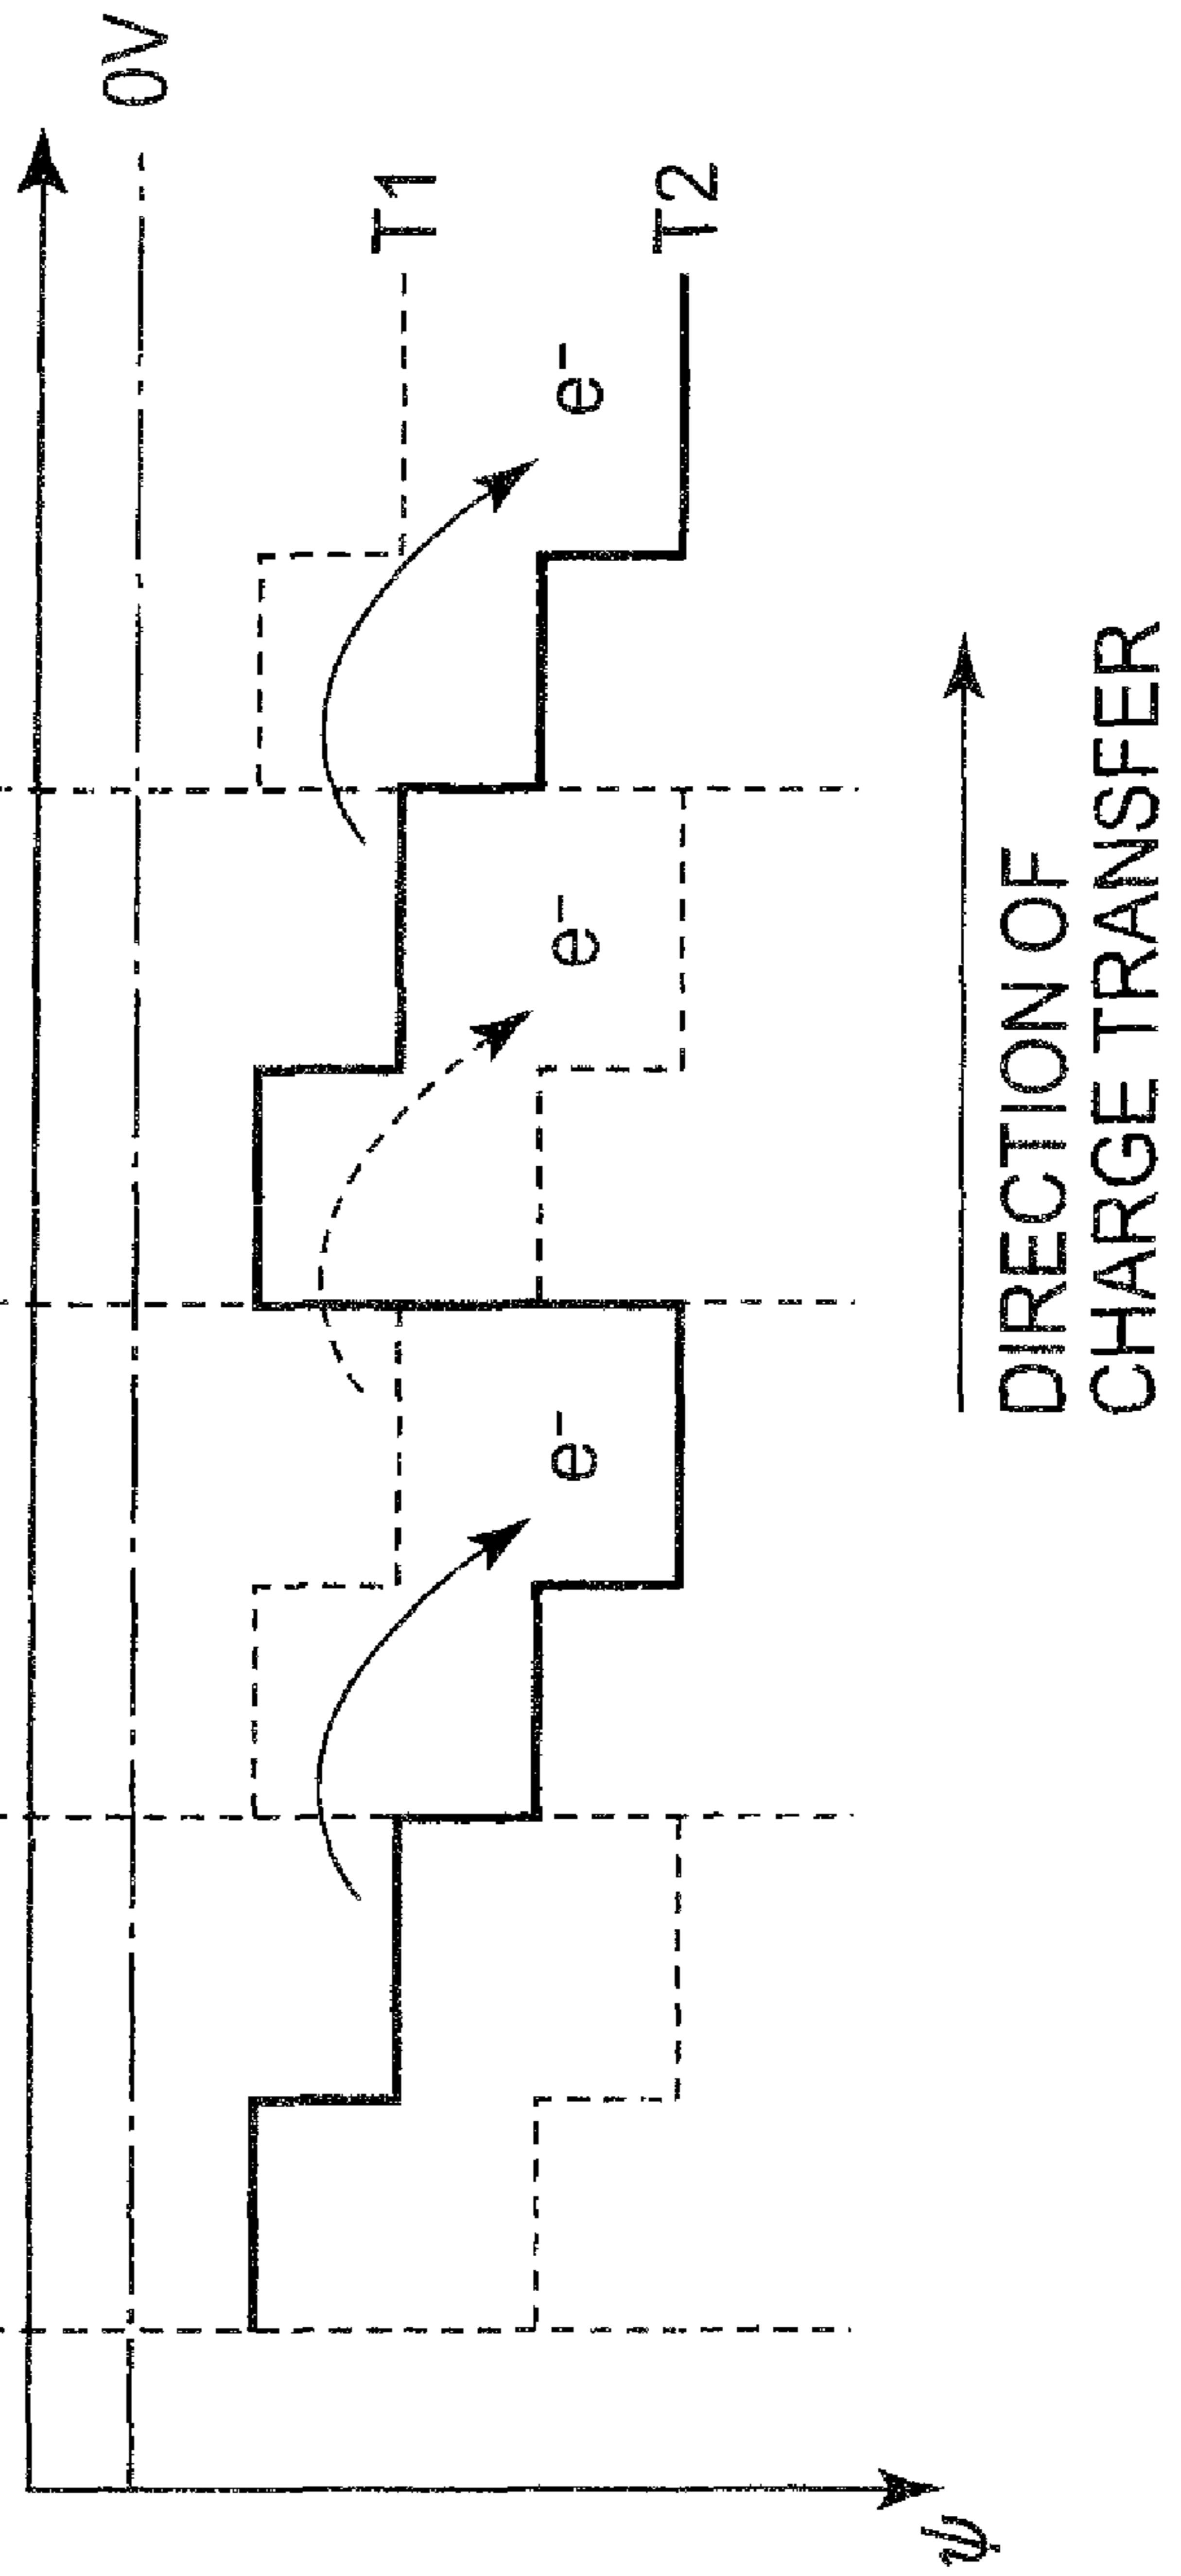 0V
T1
T2
e⁻
e⁻
e⁻
ψ
DIRECTION OF
CHARGE TRANSFER